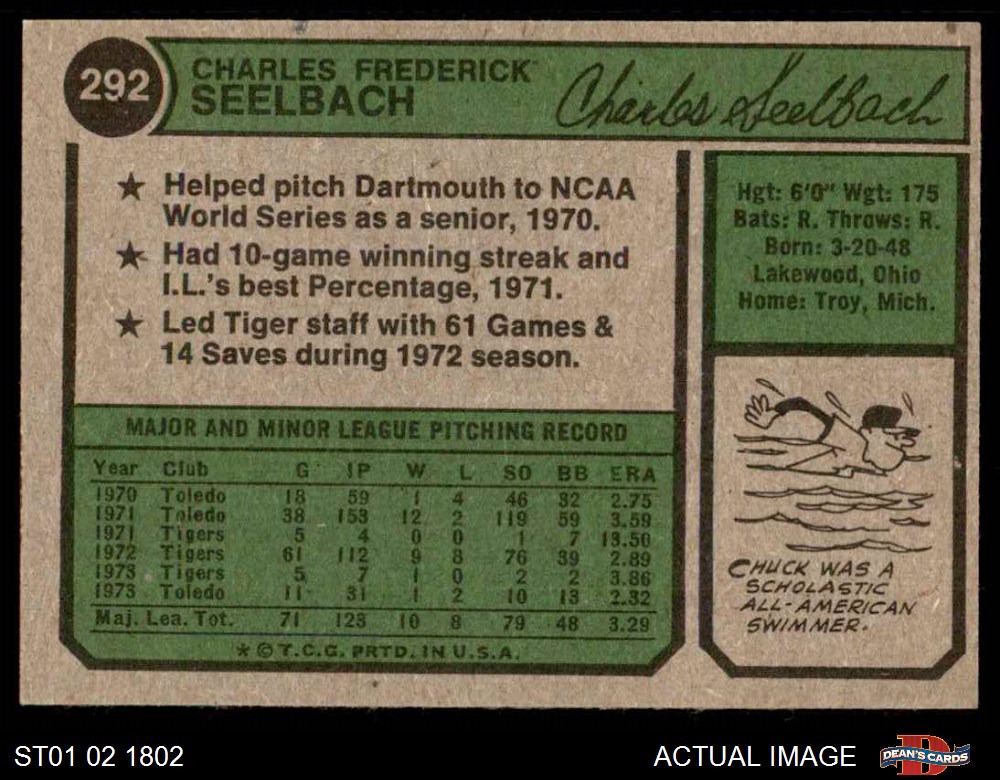 292
CHARLES FREDERICK
SEELBACH
Charles Seelbach
★ Helped pitch Dartmouth to NCAA
World Series as a senior, 1970.
★ Had 10-game winning streak and
I.L.'s best Percentage, 1971.
★ Led Tiger staff with 61 Games &
14 Saves during 1972 season.
Hgt: 6'0" Wgt: 175
Bats: R. Throws: R.
Born: 3-20-48
Lakewood, Ohio
Home: Troy, Mich.
MAJOR AND MINOR LEAGUE PITCHING RECORD
Year Club G IP W L SO BB ERA
1970 Toledo 18 59 1 4 46 32 2.75
1971 Toledo 38 153 12 2 119 59 3.59
1971 Tigers 5 4 0 0 1 7 13.50
1972 Tigers 61 112 9 8 76 39 2.89
1973 Tigers 5 7 1 0 2 2 3.86
1973 Toledo 11 31 1 2 10 13 2.32
Maj. Lea. Tot. 71 123 10 8 79 48 3.29
* © T.C.G. PRTD. IN U.S.A.
CHUCK WAS A
SCHOLASTIC
ALL-AMERICAN
SWIMMER.
ST01 02 1802
ACTUAL IMAGE
DEAN'S CARDS